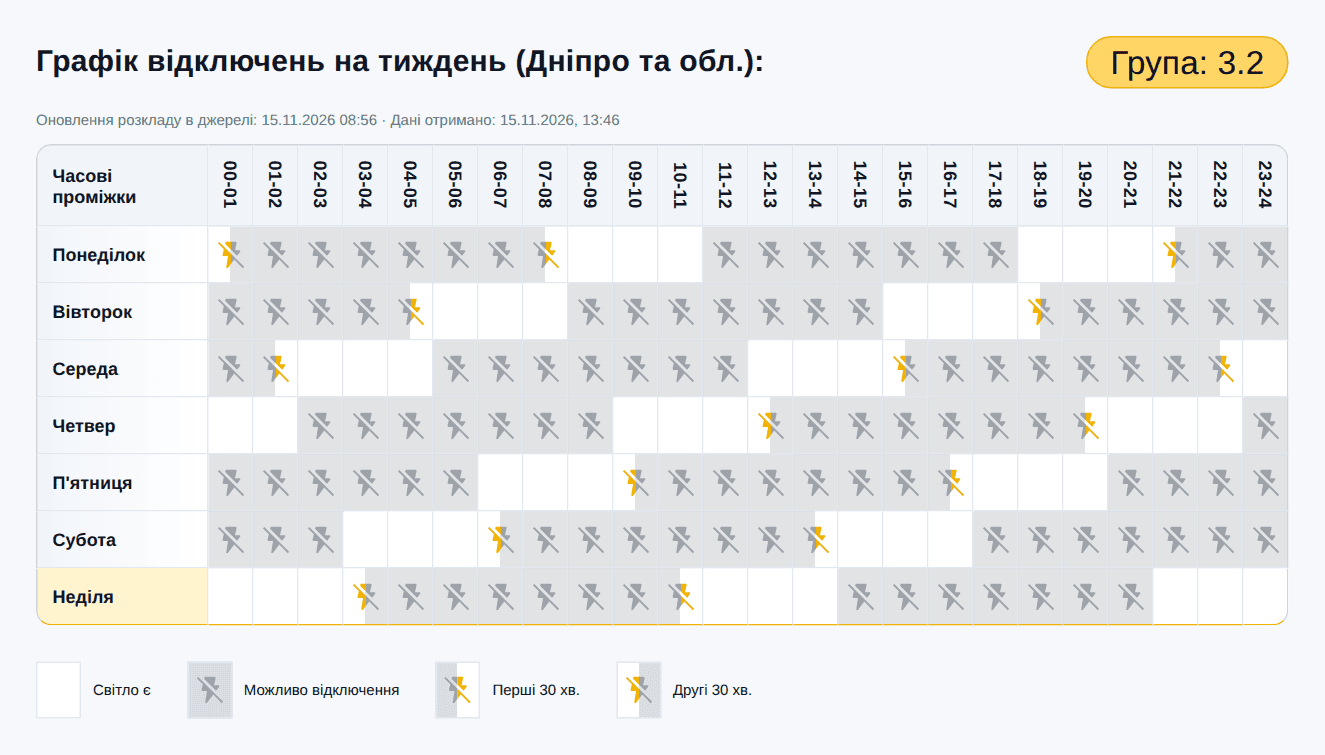 Графік відключень на тиждень (Дніпро та обл.):
Група: 3.2
Оновлення розкладу в джерелі: 15.11.2026 08:56 · Дані отримано: 15.11.2026, 13:46
Часові
проміжки
00-01
01-02
02-03
03-04
04-05
05-06
06-07
07-08
08-09
09-10
10-11
11-12
12-13
13-14
14-15
15-16
16-17
17-18
18-19
19-20
20-21
21-22
22-23
23-24
Понеділок
Вівторок
Середа
Четвер
П'ятниця
Субота
Неділя
Світло є
Можливо відключення
Перші 30 хв.
Другі 30 хв.